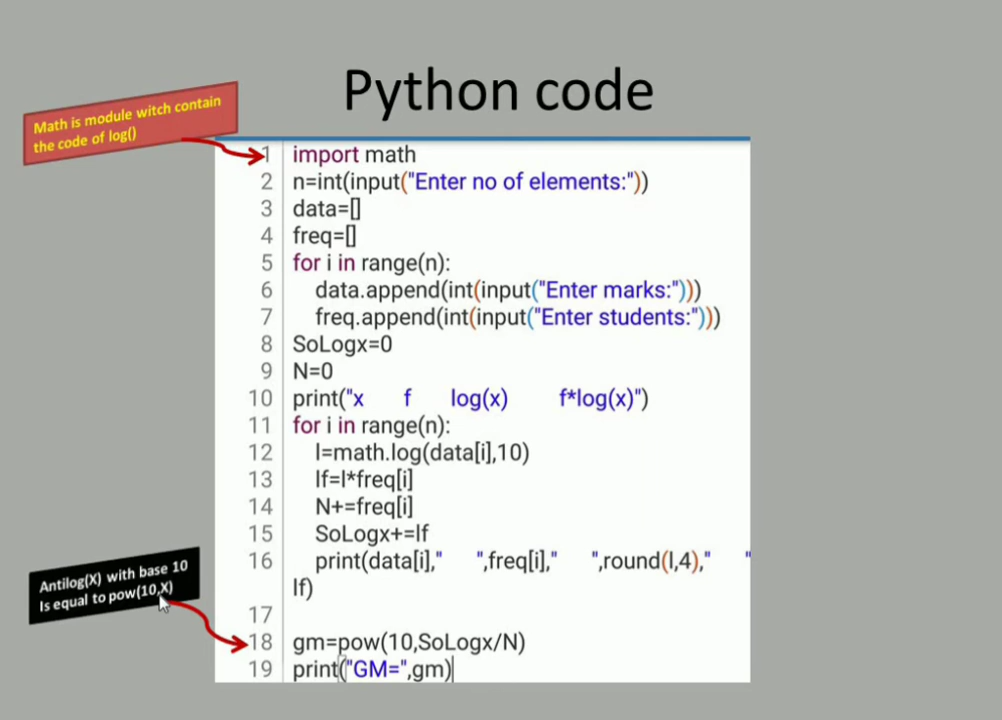 Python code
Math is module witch contain
the code of log()
1 import math
2 n=int(input("Enter no of elements:"))
3 data=[]
4 freq=[]
5 for i in range(n):
6 data.append(int(input("Enter marks:")))
7 freq.append(int(input("Enter students:")))
8 SoLogx=0
9 N=0
10 print("x f log(x) f*log(x)")
11 for i in range(n):
12 l=math.log(data[i],10)
13 lf=l*freq[i]
14 N+=freq[i]
15 SoLogx+=lf
16 print(data[i]," ",freq[i]," ",round(l,4)," "
lf)
17
18 gm=pow(10,SoLogx/N)
19 print("GM=",gm)
Antilog(X) with base 10
Is equal to pow(10,X)